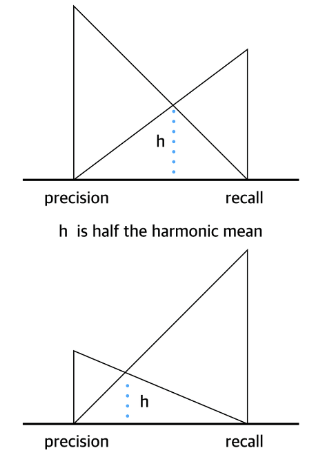 h
precision recall
h is half the harmonic mean
h
precision recall